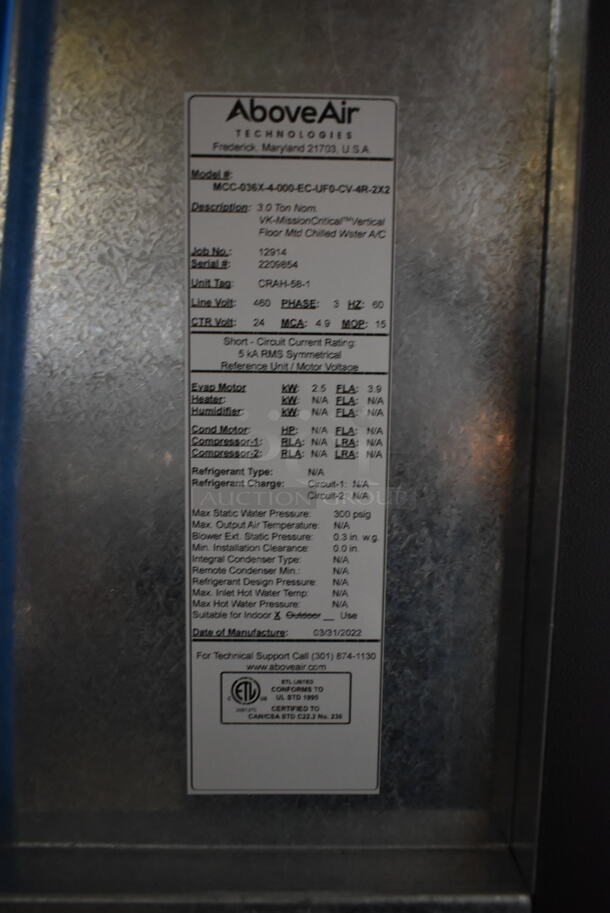 AboveAir
TECHNOLOGIES
Frederick, Maryland 21703, U.S.A.
Model #:
MCC-036X-4-000-EC-UF0-CV-4R-2X2
Description: 3.0 Ton Nom.
VK-MissionCritical™Vertical
Floor Mtd Chilled Water A/C
Job No.: 12914
Serial #: 2209854
Unit Tag: CRAH-58-1
Line Volt: 460 PHASE: 3 HZ: 60
CTR Volt: 24 MCA: 4.9 MOP: 15
Short - Circuit Current Rating:
5 kA RMS Symmetrical
Reference Unit / Motor Voltage
Evap Motor kW: 2.5 FLA: 3.9
Heater: kW: N/A FLA: N/A
Humidifier: kW: N/A FLA: N/A
Cond Motor: HP: N/A FLA: N/A
Compressor-1: RLA: N/A LRA: N/A
Compressor-2: RLA: N/A LRA: N/A
Refrigerant Type: N/A
Refrigerant Charge: Circuit-1: N/A
Circuit-2: N/A
AUCTION GROUP
Max Static Water Pressure: 300 psig
Max. Output Air Temperature: N/A
Blower Ext. Static Pressure: 0.3 in. w.g.
Min. Installation Clearance: 0.0 in.
Integral Condenser Type: N/A
Remote Condenser Min.: N/A
Refrigerant Design Pressure: N/A
Max. Inlet Hot Water Temp: N/A
Max Hot Water Pressure: N/A
Suitable for Indoor X Outdoor __ Use
Date of Manufacture: 03/31/2022
For Technical Support Call (301) 874-1130
www.aboveair.com
ETL LISTED
CONFORMS TO
UL STD 1995
CERTIFIED TO
CAN/CSA STD C22.2 No. 236
C ETL US